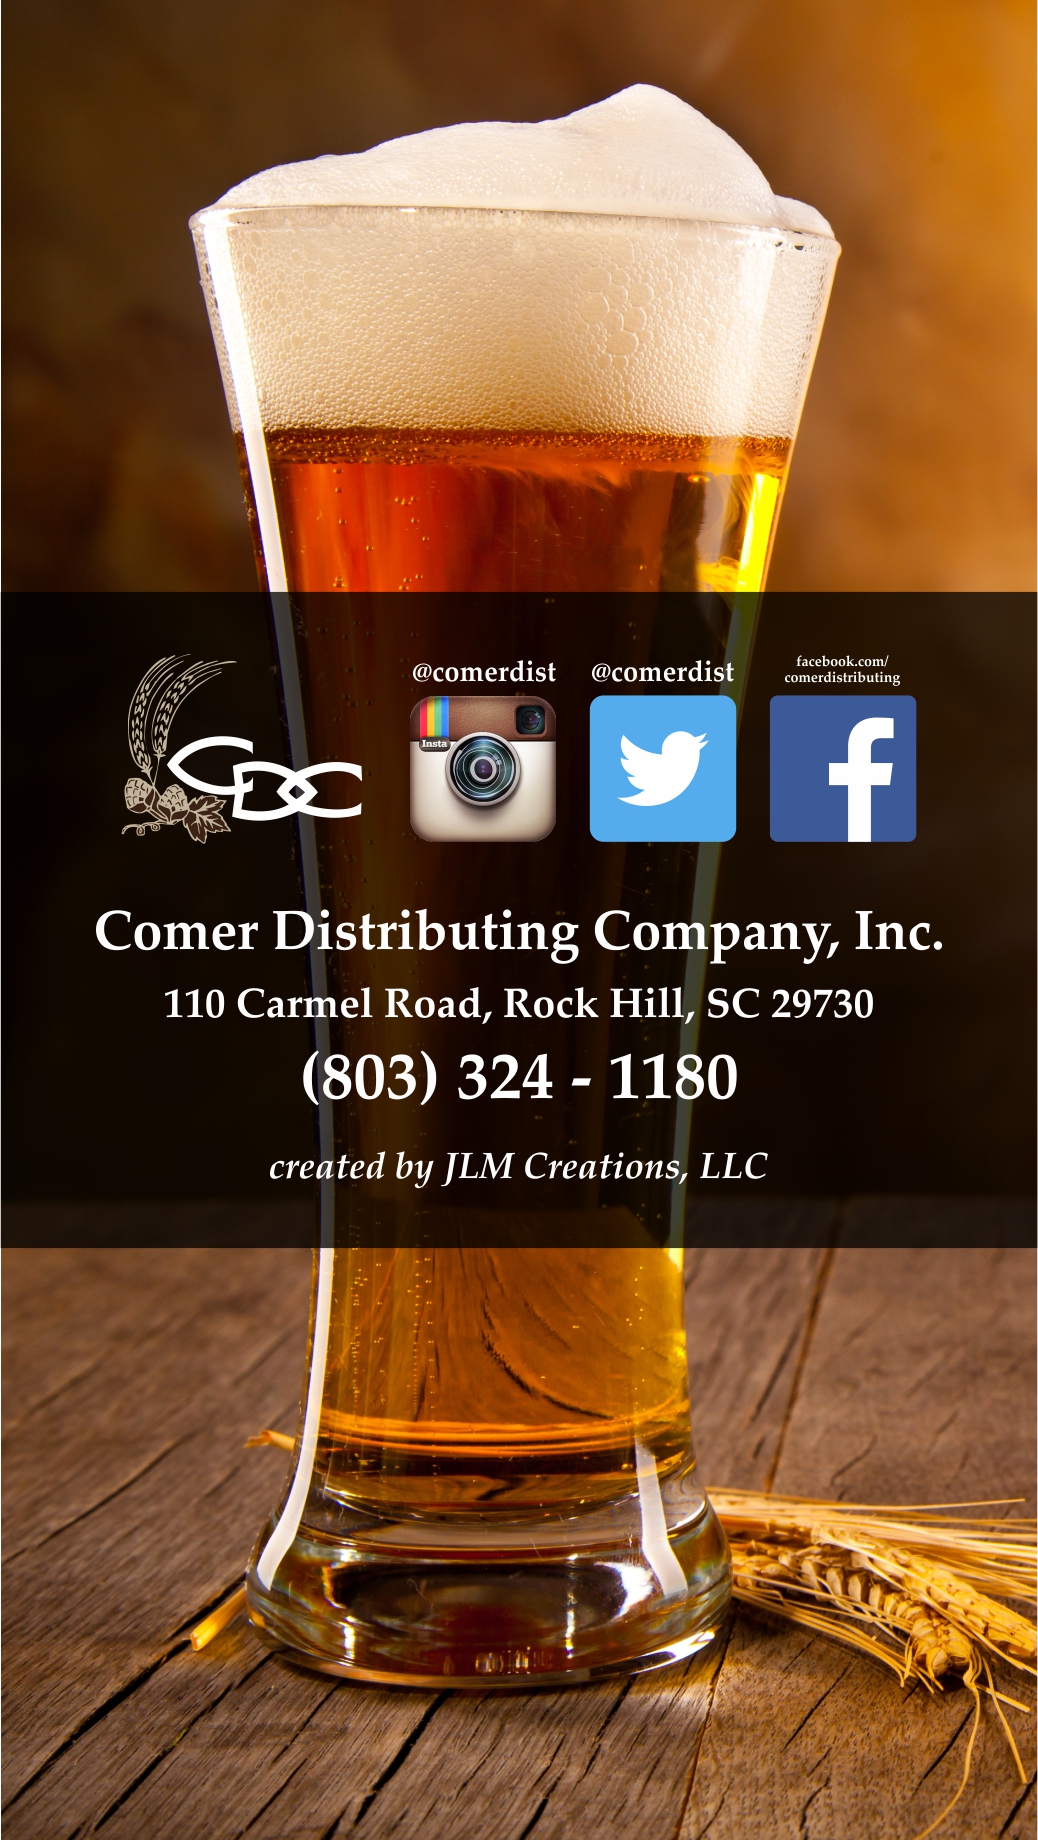 @comerdist
@comerdist
facebook.com/
comerdistributing
Insta
CDC
Comer Distributing Company, Inc.
110 Carmel Road, Rock Hill, SC 29730
(803) 324 - 1180
created by JLM Creations, LLC